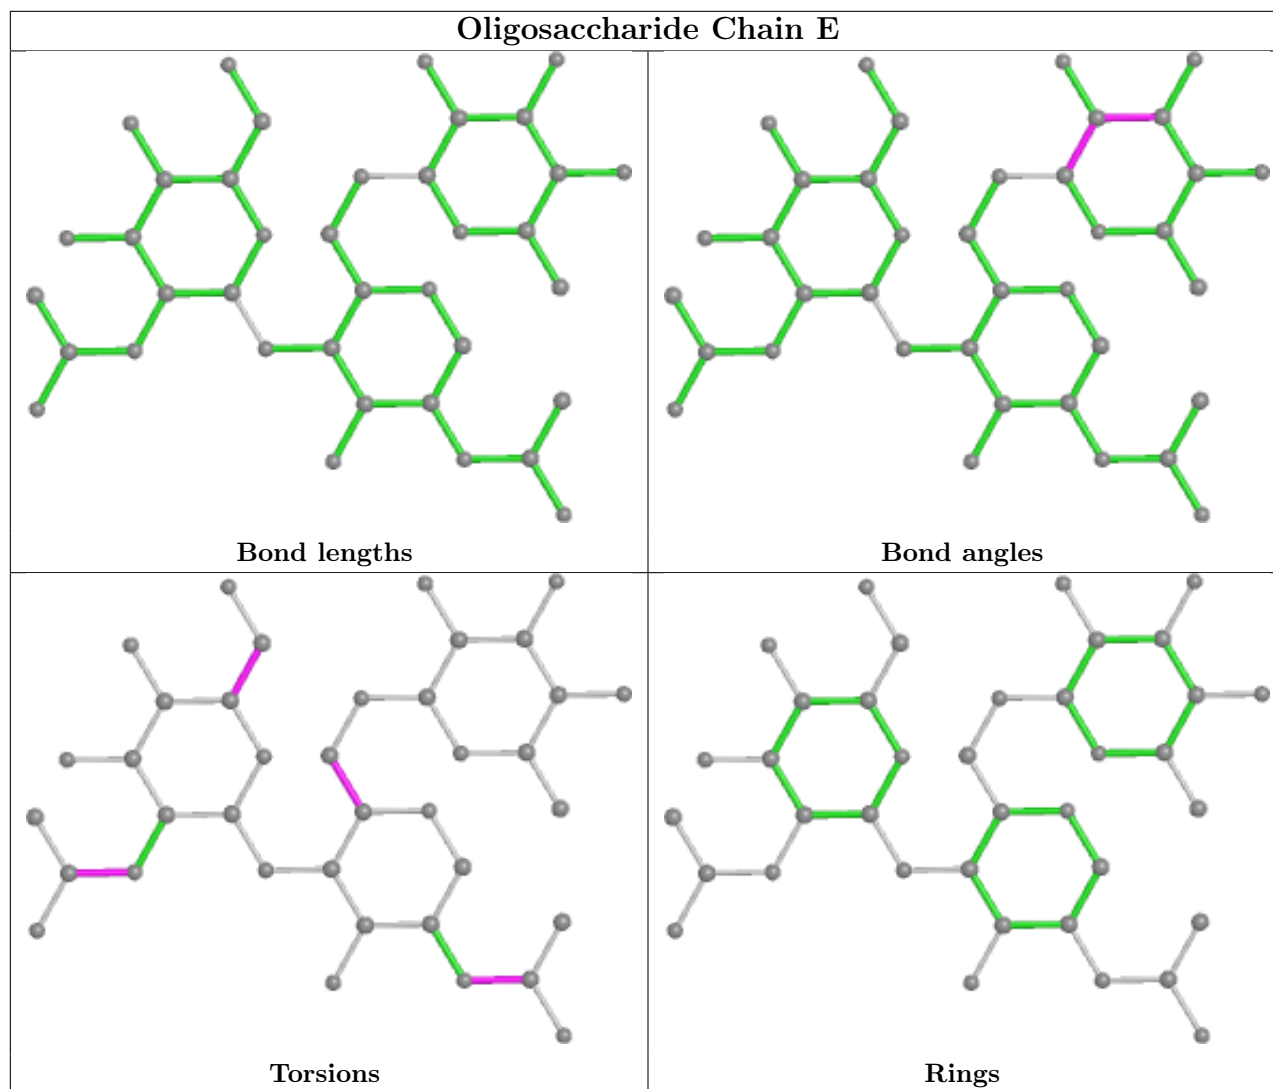 Oligosaccharide Chain E
Bond lengths
Bond angles
Torsions
Rings